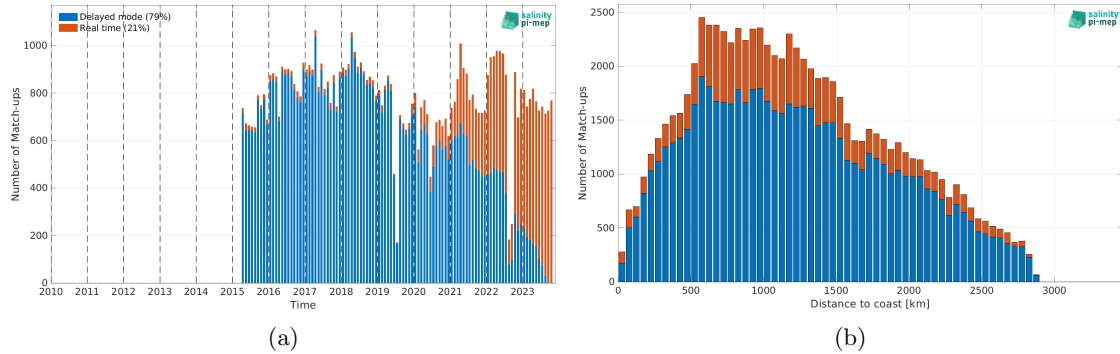 Delayed mode (79%)
Real time (21%)
salinity
pi-mep
Number of Match-ups
1000
800
600
400
200
0
2010 2011 2012 2013 2014 2015 2016 2017 2018 2019 2020 2021 2022 2023
Time
(a)
salinity
pi-mep
Number of Match-ups
2500
2000
1500
1000
500
0
0 500 1000 1500 2000 2500 3000
Distance to coast [km]
(b)